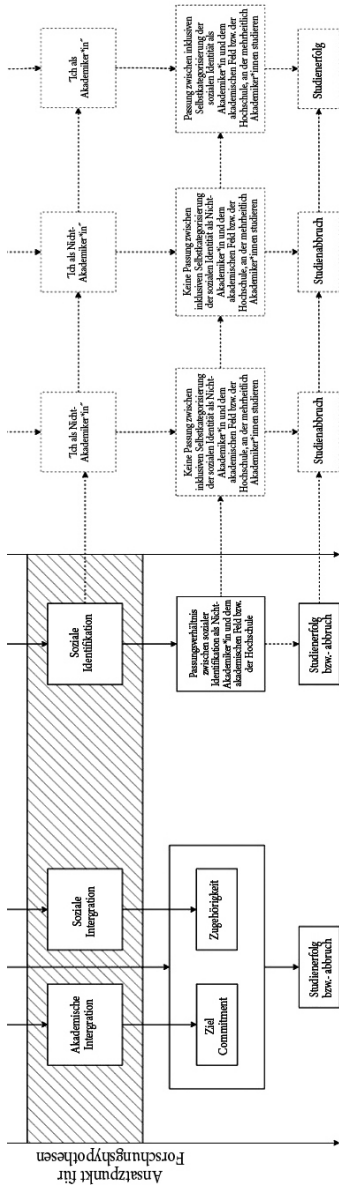 Ansatzpunkt für
Forschungshypothesen
Akademische
Intergration
Soziale
Intergration
Soziale
Identifikation
"Ich als Nicht-
Akademiker*in"
"Ich als Nicht-
Akademiker*in"
"Ich als
Akademiker*in"
Ziel
Commitment
Zugehörigkeit
Passungsverhältnis
zwischen sozialer
Identifikation als Nicht-
Akademiker*in und dem
akademischen Feld bzw.
der Hochschule
Keine Passung zwischen
inklusiven Selbstkategorisierung
der sozialen Identität als Nicht-
Akademiker*in und dem
akademischen Feld bzw. der
Hochschule, an der mehrheitlich
Akademiker*innen studieren
Keine Passung zwischen
inklusiven Selbstkategorisierung
der sozialen Identität als Nicht-
Akademiker*in und dem
akademischen Feld bzw. der
Hochschule, an der mehrheitlich
Akademiker*innen studieren
Passung zwischen inklusiven
Selbstkategorisierung der
sozialen Identität als
Akademiker*in und dem
akademischen Feld bzw. der
Hochschule, an der mehrheitlich
Akademiker*innen studieren
Studienerfolg
bzw.- abbruch
Studienerfolg
bzw.- abbruch
Studienabbruch
Studienabbruch
Studienerfolg